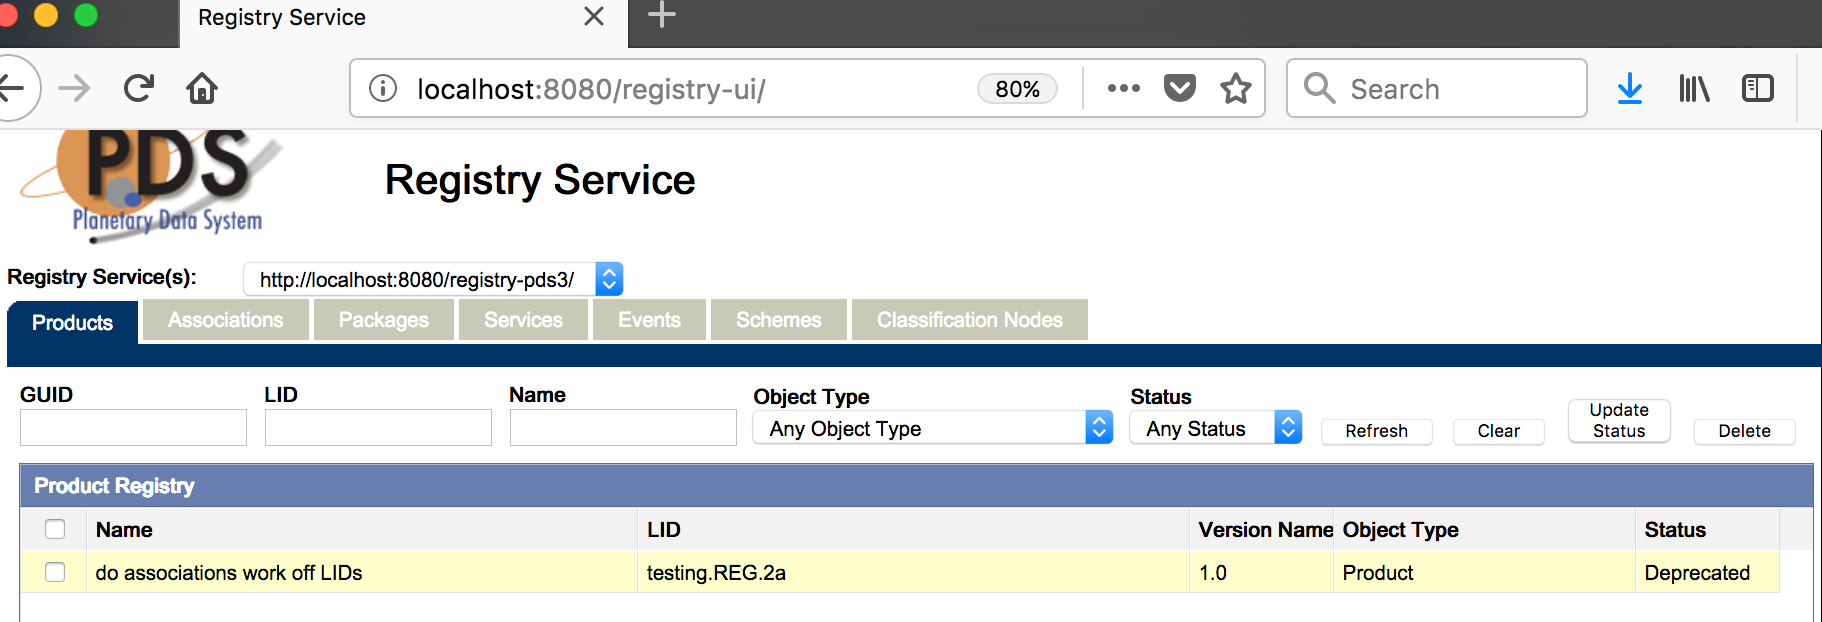 Registry Service
localhost:8080/registry-ui/
80%
Search
PDS
Planetary Data System
Registry Service
Registry Service(s):
http://localhost:8080/registry-pds3/
Products Associations Packages Services Events Schemes Classification Nodes
GUID LID Name Object Type Status
Any Object Type Any Status Refresh Clear Update Status Delete
Product Registry
Name LID Version Name Object Type Status
do associations work off LIDs testing.REG.2a 1.0 Product Deprecated